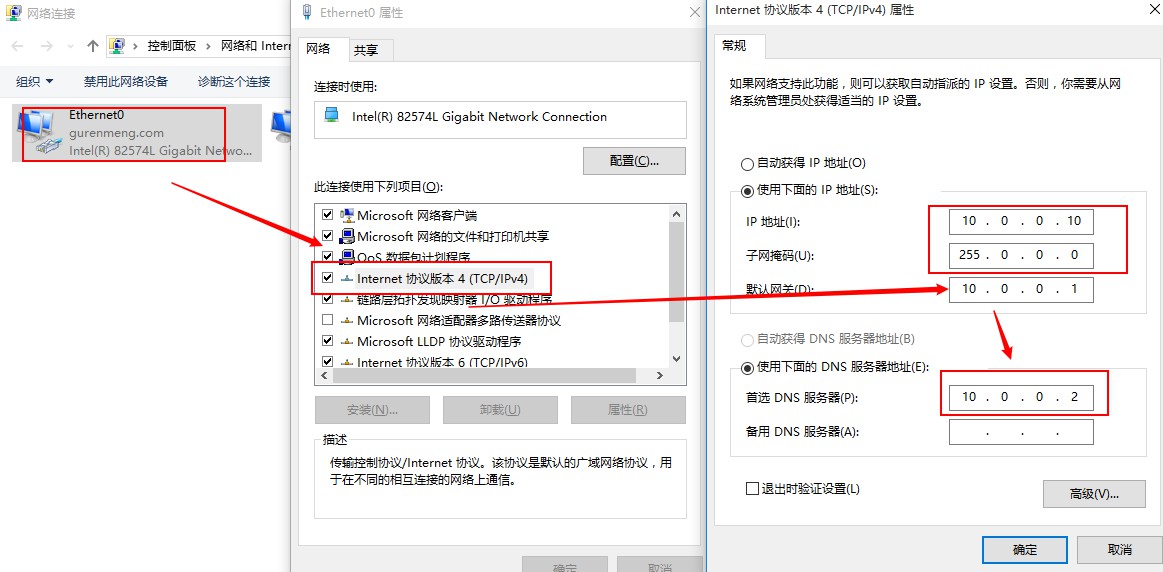 网络连接
控制面板 › 网络和 Intern
组织
禁用此网络设备
诊断这个连接
Ethernet0
gurenmeng.com
Intel(R) 82574L Gigabit Netwo...
Ethernet0 属性
网络
共享
连接时使用:
Intel(R) 82574L Gigabit Network Connection
配置(C)...
此连接使用下列项目(O):
Microsoft 网络客户端
Microsoft 网络的文件和打印机共享
QoS 数据包计划程序
Internet 协议版本 4 (TCP/IPv4)
链路层拓扑发现映射器 I/O 驱动程序
Microsoft 网络适配器多路传送器协议
Microsoft LLDP 协议驱动程序
Internet 协议版本 6 (TCP/IPv6)
安装(N)...
卸载(U)
属性(R)
描述
传输控制协议/Internet 协议。该协议是默认的广域网络协议，用
于在不同的相互连接的网络上通信。
确定
取消
Internet 协议版本 4 (TCP/IPv4) 属性
常规
如果网络支持此功能，则可以获取自动指派的 IP 设置。否则，你需要从网
络系统管理员处获得适当的 IP 设置。
自动获得 IP 地址(O)
使用下面的 IP 地址(S):
IP 地址(I): 10 . 0 . 0 . 10
子网掩码(U): 255 . 0 . 0 . 0
默认网关(D): 10 . 0 . 0 . 1
自动获得 DNS 服务器地址(B)
使用下面的 DNS 服务器地址(E):
首选 DNS 服务器(P): 10 . 0 . 0 . 2
备用 DNS 服务器(A): . . .
退出时验证设置(L)
高级(V)...
确定
取消